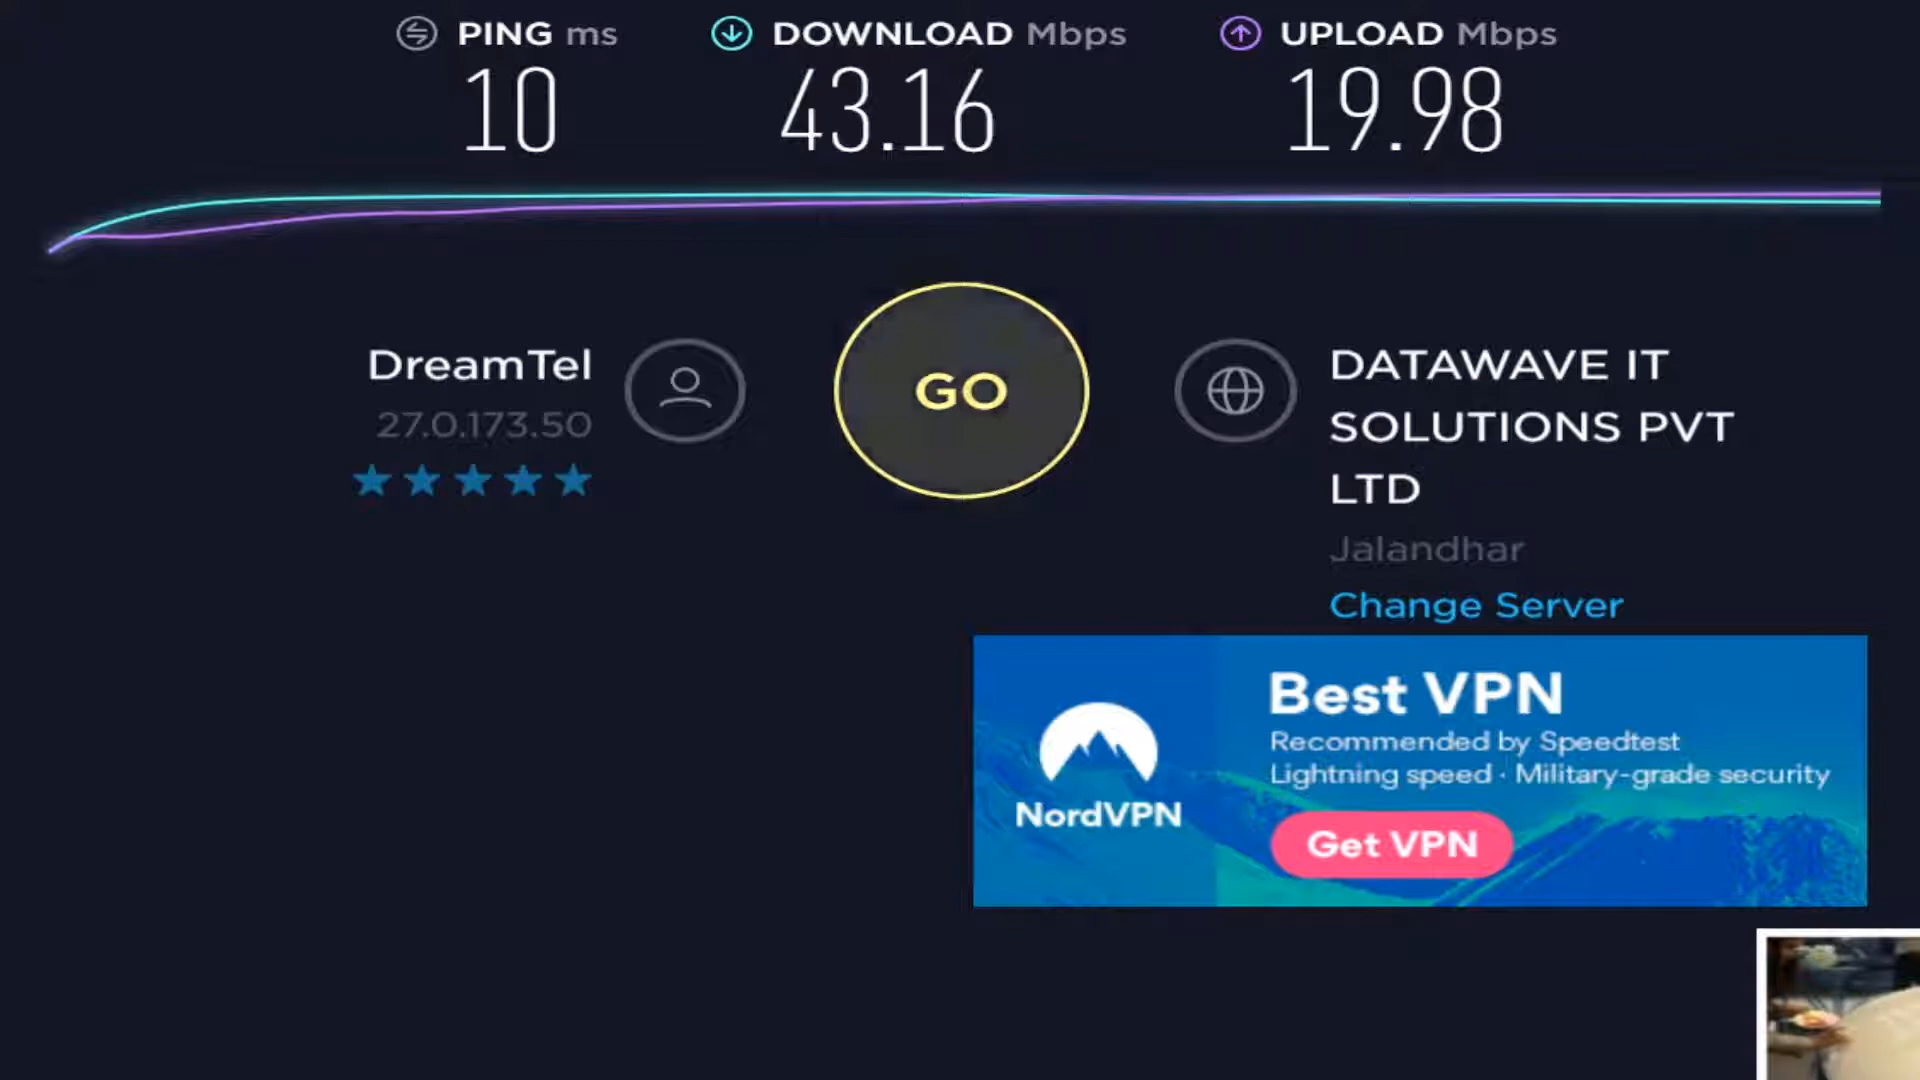 PING ms
DOWNLOAD Mbps
UPLOAD Mbps
10
43.16
19.98
DreamTel
27.0.173.50
GO
DATAWAVE IT
SOLUTIONS PVT
LTD
Jalandhar
Change Server
NordVPN
Best VPN
Recommended by Speedtest
Lightning speed · Military-grade security
Get VPN